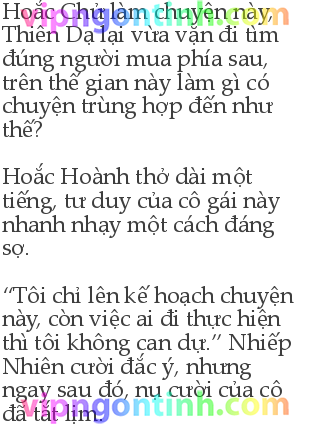 Hoắc Chử làm chuyện này,
Thiên Dạ lại vừa vặn đi tìm
đúng người mua phía sau,
trên thế gian này làm gì có
chuyện trùng hợp đến như
thế?
Hoắc Hoành thở dài một
tiếng, tư duy của cô gái này
nhanh nhạy một cách đáng
sợ.
“Tôi chỉ lên kế hoạch chuyện
này, còn việc ai đi thực hiện
thì tôi không can dự.” Nhiếp
Nhiên cười đắc ý, nhưng
ngay sau đó, nụ cười của cô
đã tắt lịm.
vipngontinh.com
vipngontinh.com